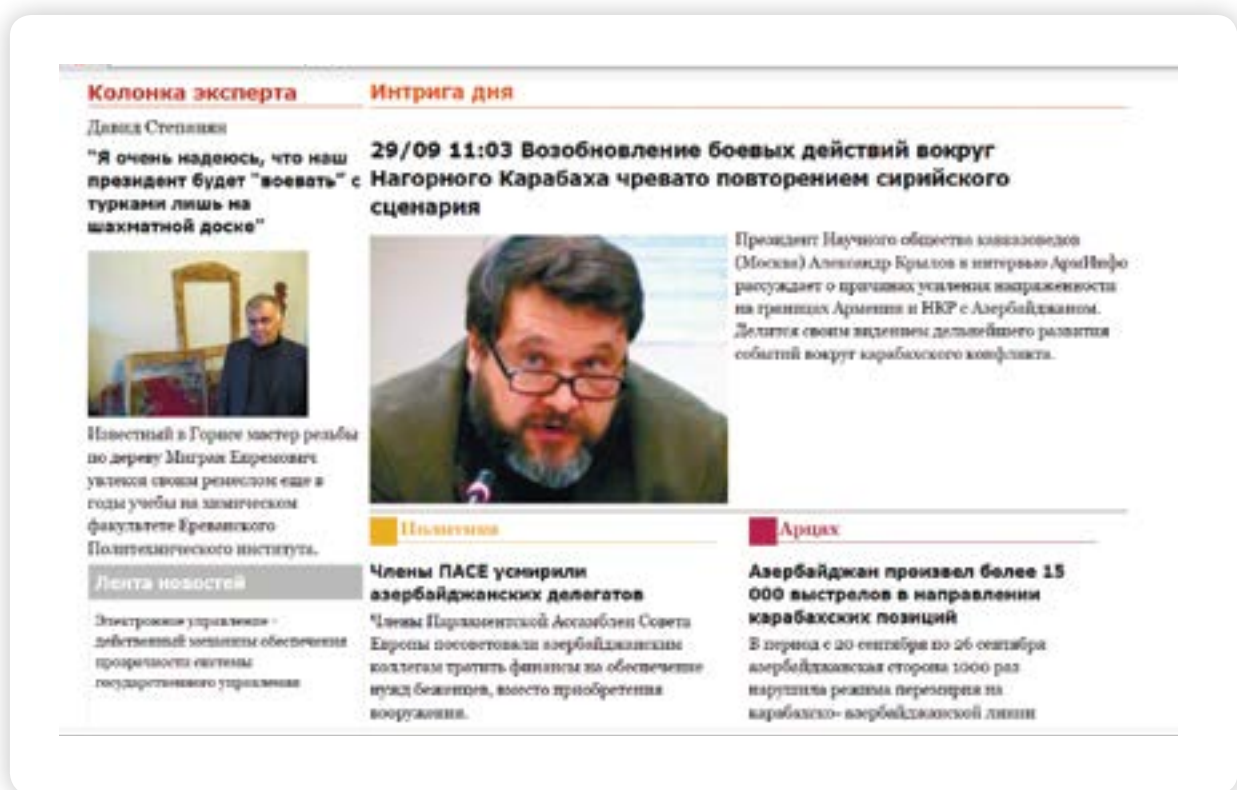 Колонка эксперта
Давид Степанян
"Я очень надеюсь, что наш
президент будет "воевать" с
турками лишь на
шахматной доске"
Известный в Горисе мастер резьбы
по дереву Мигран Епремович
увлекся своим ремеслом еще в
годы учебы на химическом
факультете Ереванского
Политехнического института.
Лента новостей
Электронное управление -
действенный механизм обеспечения
прозрачности системы
государственного управления
Интрига дня
29/09 11:03 Возобновление боевых действий вокруг
Нагорного Карабаха чревато повторением сирийского
сценария
Президент Научного общества кавказоведов
(Москва) Александр Крылов в интервью АрмИнфо
рассуждает о причинах усиления напряженности
на границах Армении и НКР с Азербайджаном.
Делится своим видением дальнейшего развития
событий вокруг карабахского конфликта.
Политика
Члены ПАСЕ усмирили
азербайджанских делегатов
Члены Парламентской Ассамблеи Совета
Европы посоветовали азербайджанским
коллегам тратить финансы на обеспечение
нужд беженцев, вместо приобретения
вооружения.
Арцах
Азербайджан произвел более 15
000 выстрелов в направлении
карабахских позиций
В период с 20 сентября по 26 сентября
азербайджанская сторона 1000 раз
нарушила режима перемирия на
карабахско-азербайджанской линии